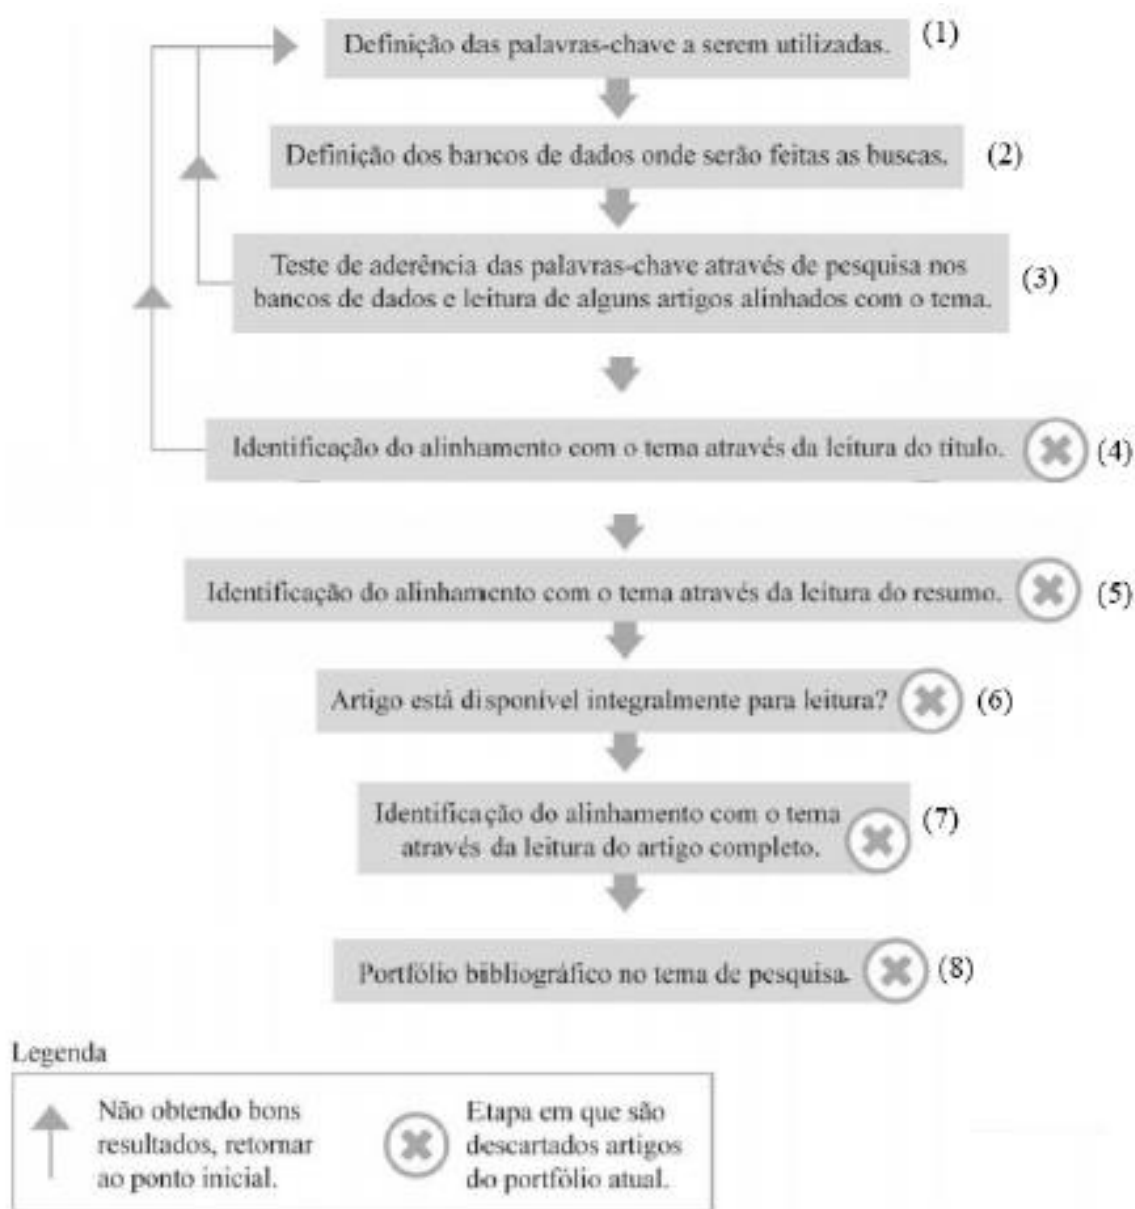 Definição das palavras-chave a serem utilizadas. (1)
Definição dos bancos de dados onde serão feitas as buscas. (2)
Teste de aderência das palavras-chave através de pesquisa nos
bancos de dados e leitura de alguns artigos alinhados com o tema. (3)
Identificação do alinhamento com o tema através da leitura do título. (4)
Identificação do alinhamento com o tema através da leitura do resumo. (5)
Artigo está disponível integralmente para leitura? (6)
Identificação do alinhamento com o tema
através da leitura do artigo completo. (7)
Portfólio bibliográfico no tema de pesquisa. (8)
Legenda
Não obtendo bons
resultados, retornar
ao ponto inicial.
Etapa em que são
descartados artigos
do portfólio atual.